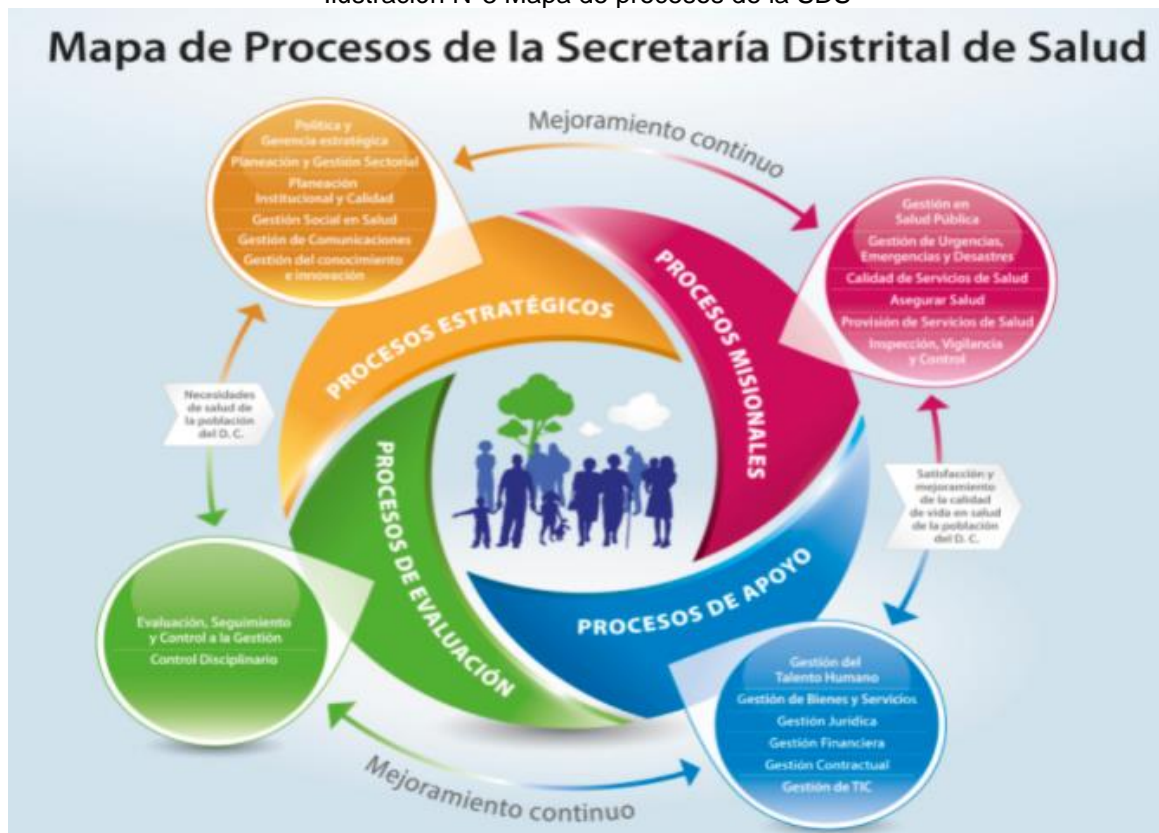 Mapa de Procesos de la Secretaría Distrital de Salud
Mejoramiento continuo
Política y
Gerencia estratégica
Planeación y Gestión Sectorial
Planeación
Institucional y Calidad
Gestión Social en Salud
Gestión de Comunicaciones
Gestión del conocimiento
e innovación
Gestión en
Salud Pública
Gestión de Urgencias,
Emergencias y Desastres
Calidad de Servicios de Salud
Asegurar Salud
Provisión de Servicios de Salud
Inspección, Vigilancia
y Control
PROCESOS ESTRATÉGICOS
PROCESOS MISIONALES
Necesidades
de salud de
la población
del D. C.
Satisfacción y
mejoramiento
de la calidad
de vida en salud
de la población
del D. C.
PROCESOS DE EVALUACIÓN
PROCESOS DE APOYO
Evaluación, Seguimiento
y Control a la Gestión
Control Disciplinario
Gestión del
Talento Humano
Gestión de Bienes y Servicios
Gestión Jurídica
Gestión Financiera
Gestión Contractual
Gestión de TIC
Mejoramiento continuo